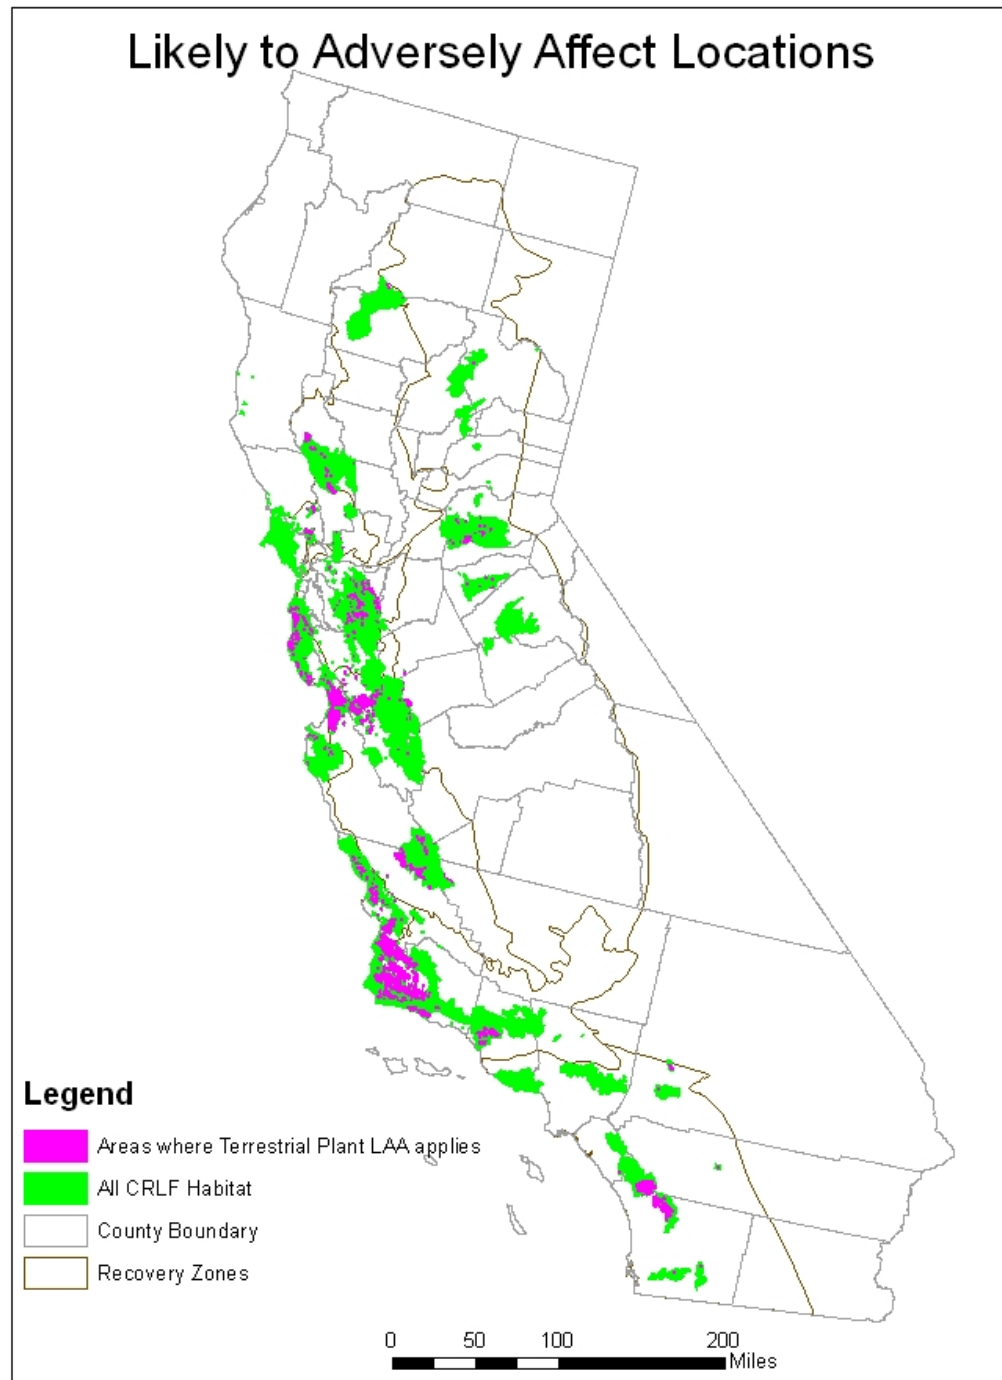 Likely to Adversely Affect Locations
Legend
Areas where Terrestrial Plant LAA applies
All CRLF Habitat
County Boundary
Recovery Zones
0 50 100 200
Miles